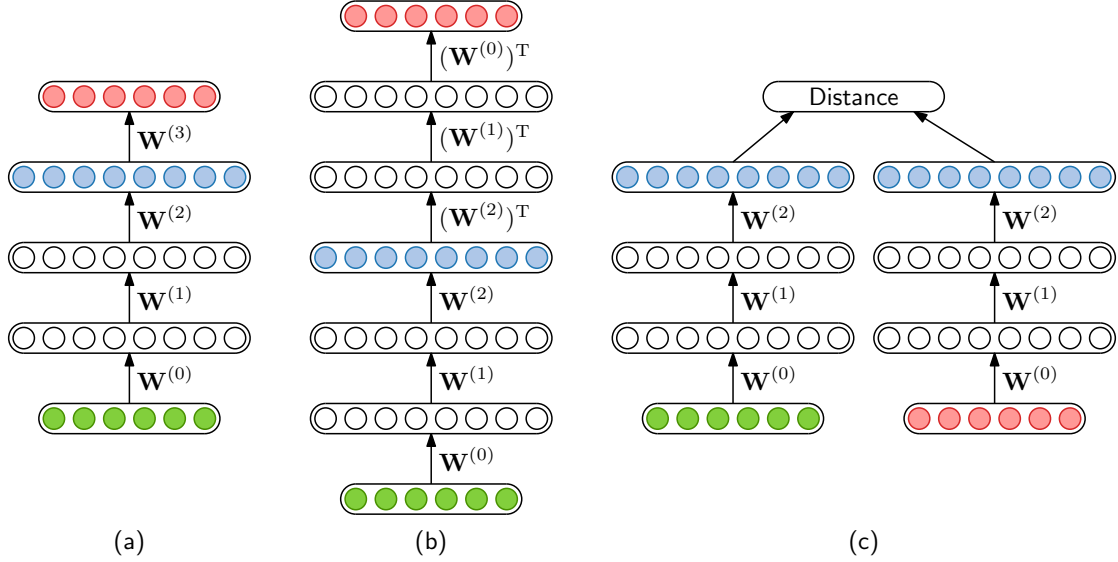 W^(3)
W^(2)
W^(1)
W^(0)
(a)
(W^(0))^T
(W^(1))^T
(W^(2))^T
W^(2)
W^(1)
W^(0)
(b)
Distance
W^(2)
W^(2)
W^(1)
W^(1)
W^(0)
W^(0)
(c)